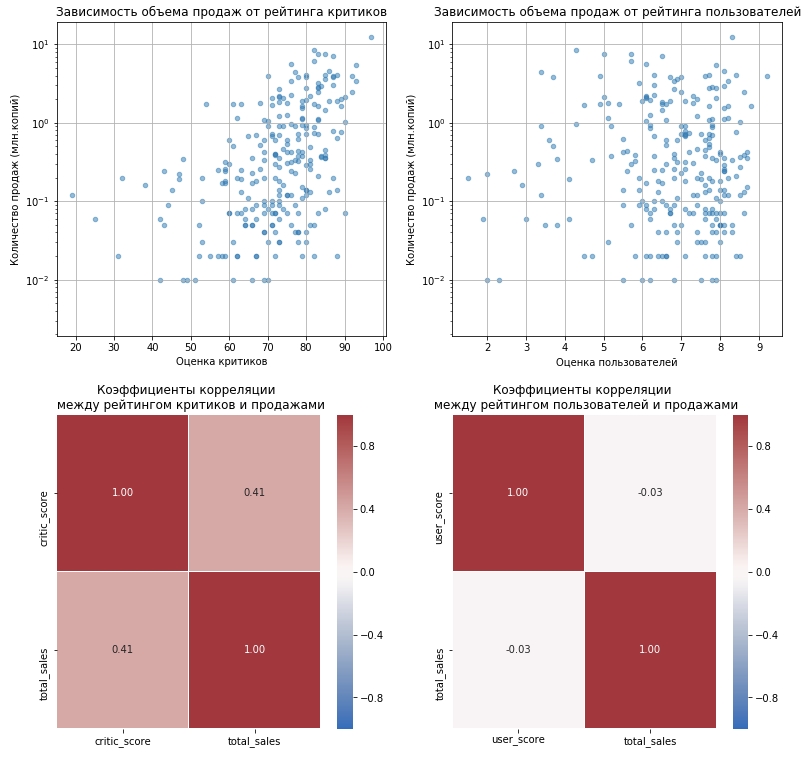 Зависимость объема продаж от рейтинга критиков
Количество продаж (млн.копий)
10¹
10⁰
10⁻¹
10⁻²
20 30 40 50 60 70 80 90 100
Оценка критиков
Зависимость объема продаж от рейтинга пользователей
Количество продаж (млн.копий)
10¹
10⁰
10⁻¹
10⁻²
2 3 4 5 6 7 8 9
Оценка пользователей
Коэффициенты корреляции
между рейтингом критиков и продажами
critic_score
total_sales
1.00 0.41
0.41 1.00
critic_score total_sales
0.8
0.4
0.0
−0.4
−0.8
Коэффициенты корреляции
между рейтингом пользователей и продажами
user_score
total_sales
1.00 -0.03
-0.03 1.00
user_score total_sales
0.8
0.4
0.0
−0.4
−0.8